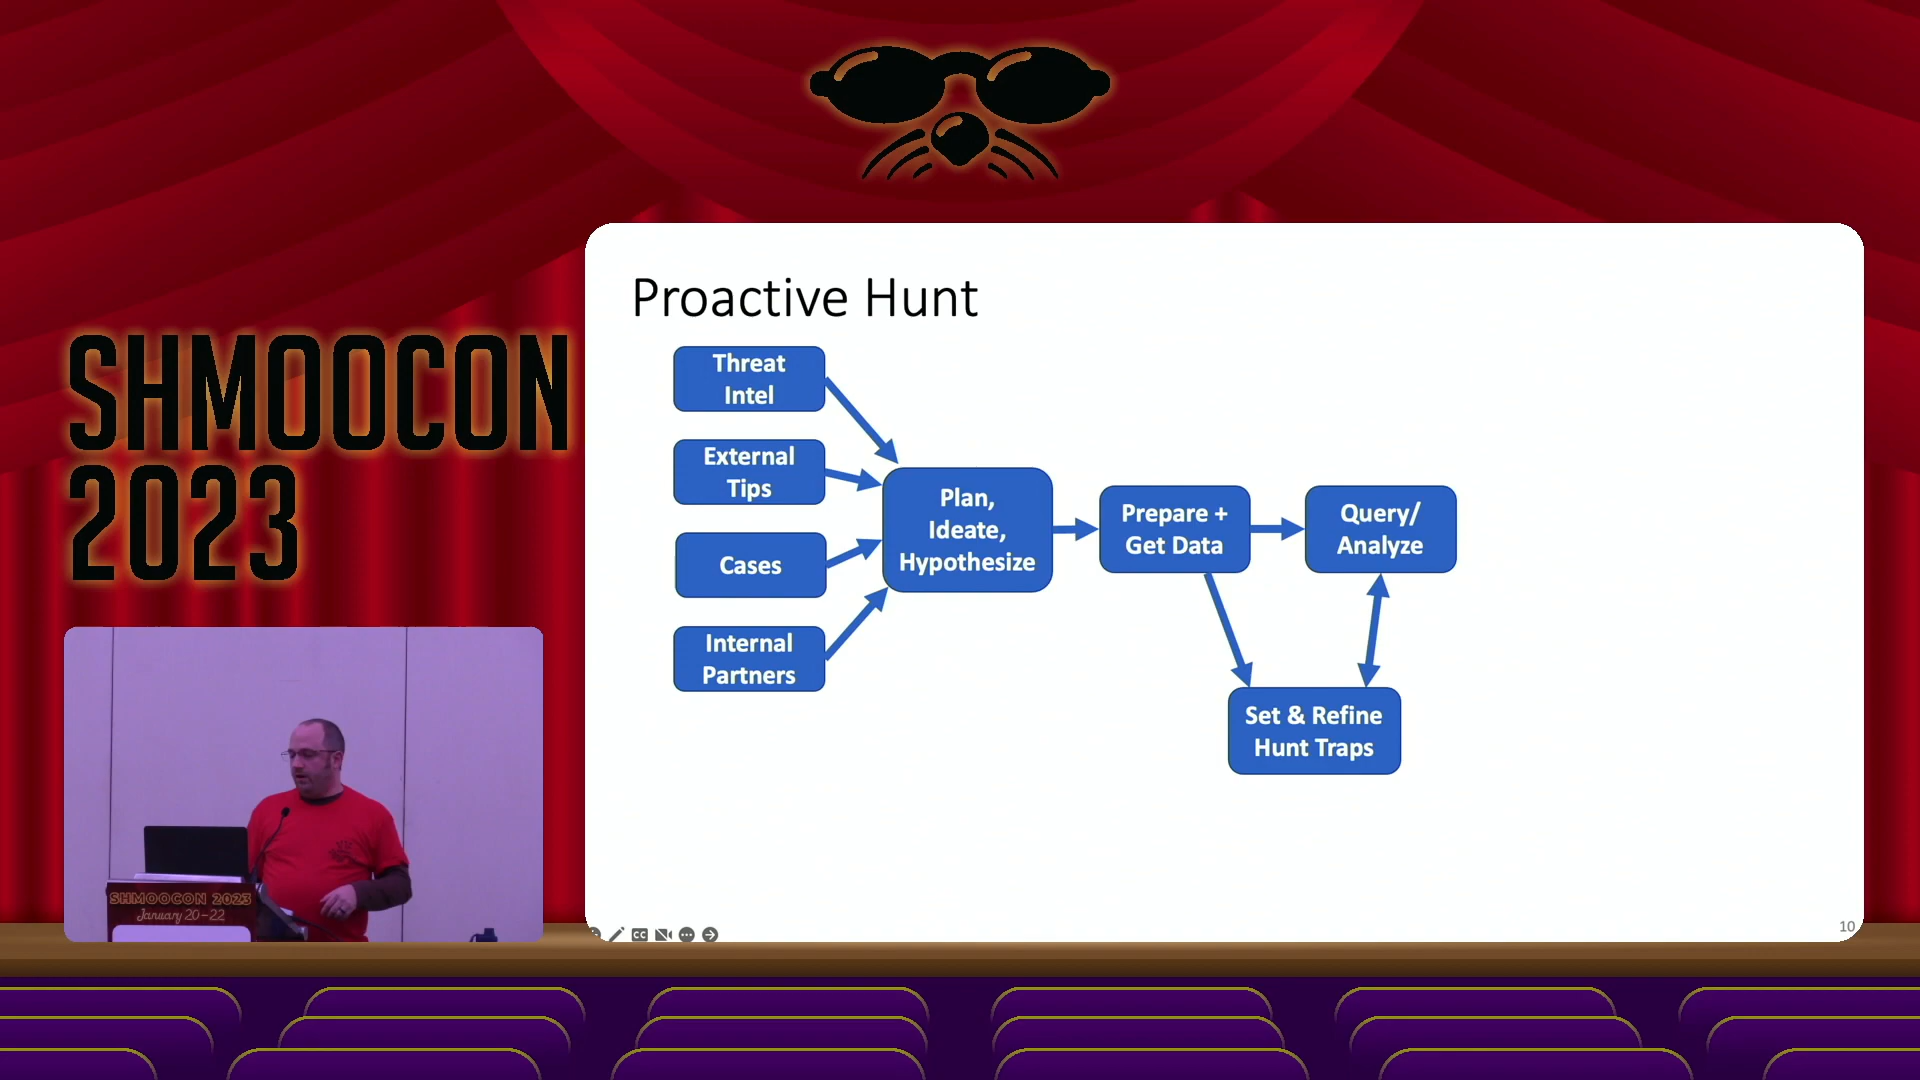 SHMOOCON
2023
Proactive Hunt
Threat
Intel
External
Tips
Cases
Internal
Partners
Plan,
Ideate,
Hypothesize
Prepare +
Get Data
Query/
Analyze
Set & Refine
Hunt Traps
CC
10
SHMOOCON 2023
January 20-22